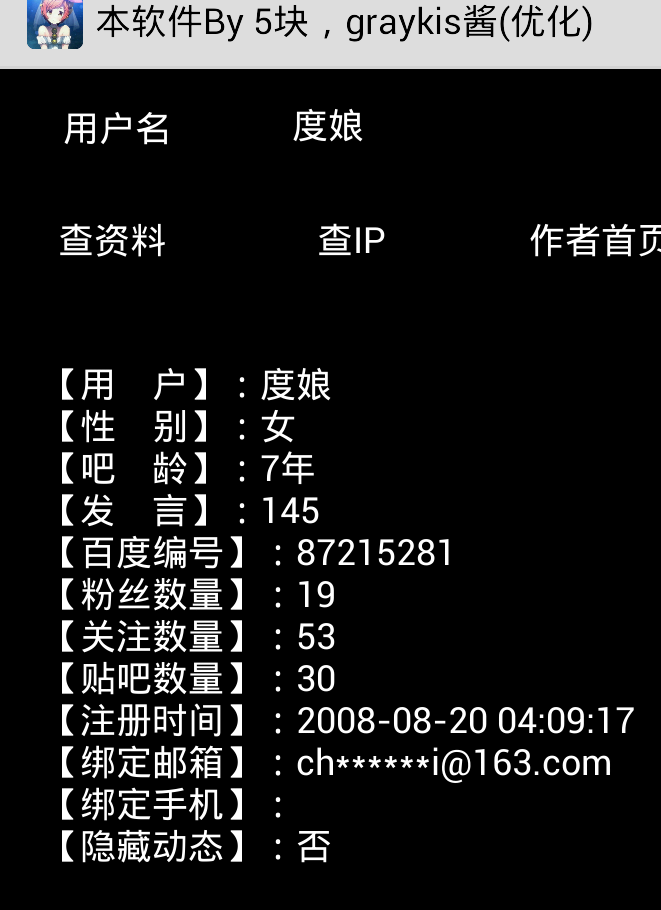 本软件By 5块，graykis酱(优化)
用户名 度娘
查资料 查IP 作者首页
【用　户】：度娘
【性　别】：女
【吧　龄】：7年
【发　言】：145
【百度编号】：87215281
【粉丝数量】：19
【关注数量】：53
【贴吧数量】：30
【注册时间】：2008-08-20 04:09:17
【绑定邮箱】：ch******i@163.com
【绑定手机】：
【隐藏动态】：否